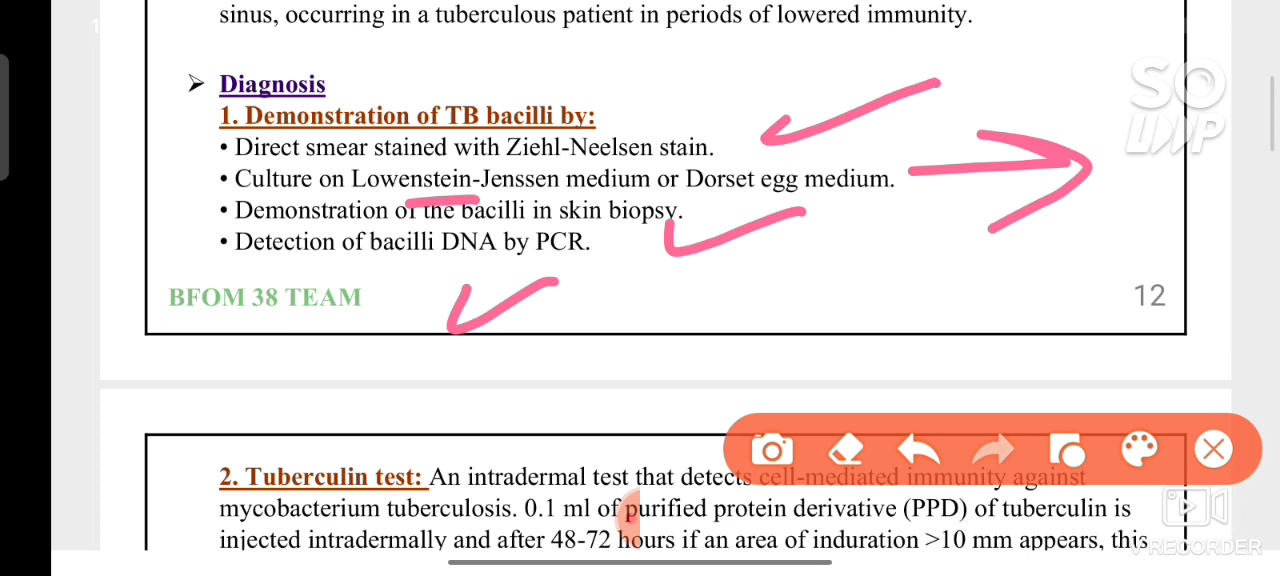 sinus, occurring in a tuberculous patient in periods of lowered immunity.
➢ Diagnosis
1. Demonstration of TB bacilli by:
• Direct smear stained with Ziehl-Neelsen stain.
• Culture on Lowenstein-Jenssen medium or Dorset egg medium.
• Demonstration of the bacilli in skin biopsy.
• Detection of bacilli DNA by PCR.
BFOM 38 TEAM
12
2. Tuberculin test: An intradermal test that detects cell-mediated immunity against
mycobacterium tuberculosis. 0.1 ml of purified protein derivative (PPD) of tuberculin is
injected intradermally and after 48-72 hours if an area of induration >10 mm appears, this
V RECORDER